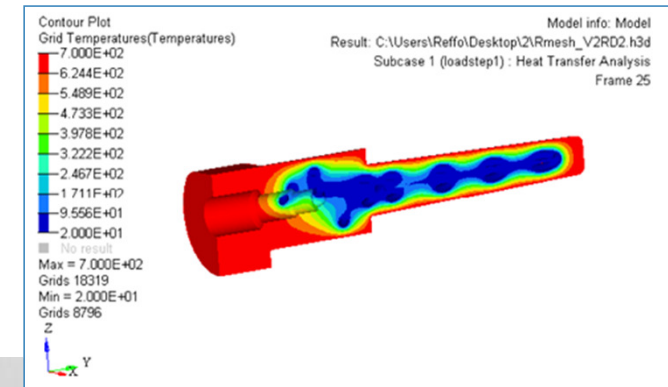 Contour Plot
Grid Temperatures(Temperatures)
7.000E+02
6.244E+02
5.489E+02
4.733E+02
3.978E+02
3.222E+02
2.467E+02
1.711E+02
9.556E+01
2.000E+01
No result
Max = 7.000E+02
Grids 18319
Min = 2.000E+01
Grids 8796
Model info: Model
Result: C:\Users\Reffo\Desktop\2\Rmesh_V2RD2.h3d
Subcase 1 (loadstep1) : Heat Transfer Analysis
Frame 25
Z
Y
X